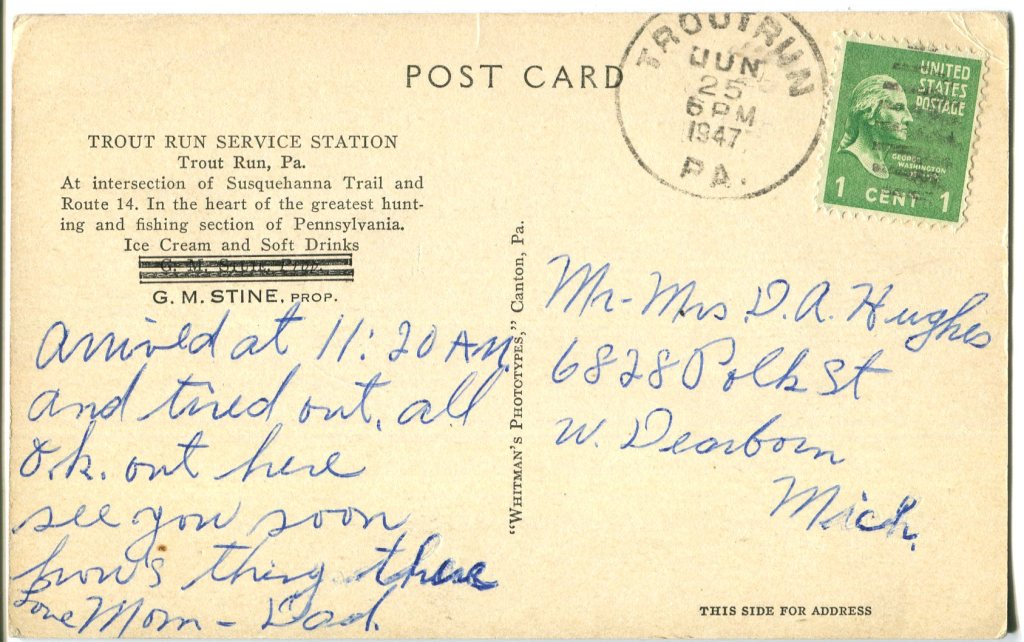 POST CARD
TROUT RUN
JUN
25
6 PM
1947
PA.
UNITED
STATES
POSTAGE
GEORGE
WASHINGTON
1 CENT 1
TROUT RUN SERVICE STATION
Trout Run, Pa.
At intersection of Susquehanna Trail and
Route 14. In the heart of the greatest hunt-
ing and fishing section of Pennsylvania.
Ice Cream and Soft Drinks
G. M. Prop.
G. M. STINE, PROP.
Arrived at 11:20 A.M.
and tired out, all
O.k. out here
see you soon
how's thing there
Love Mom - Dad.
"WHITMAN'S PHOTOTYPES," Canton, Pa.
Mr - Mrs D. A. Hughes
6828 Polk St
W. Dearborn
Mich.
THIS SIDE FOR ADDRESS